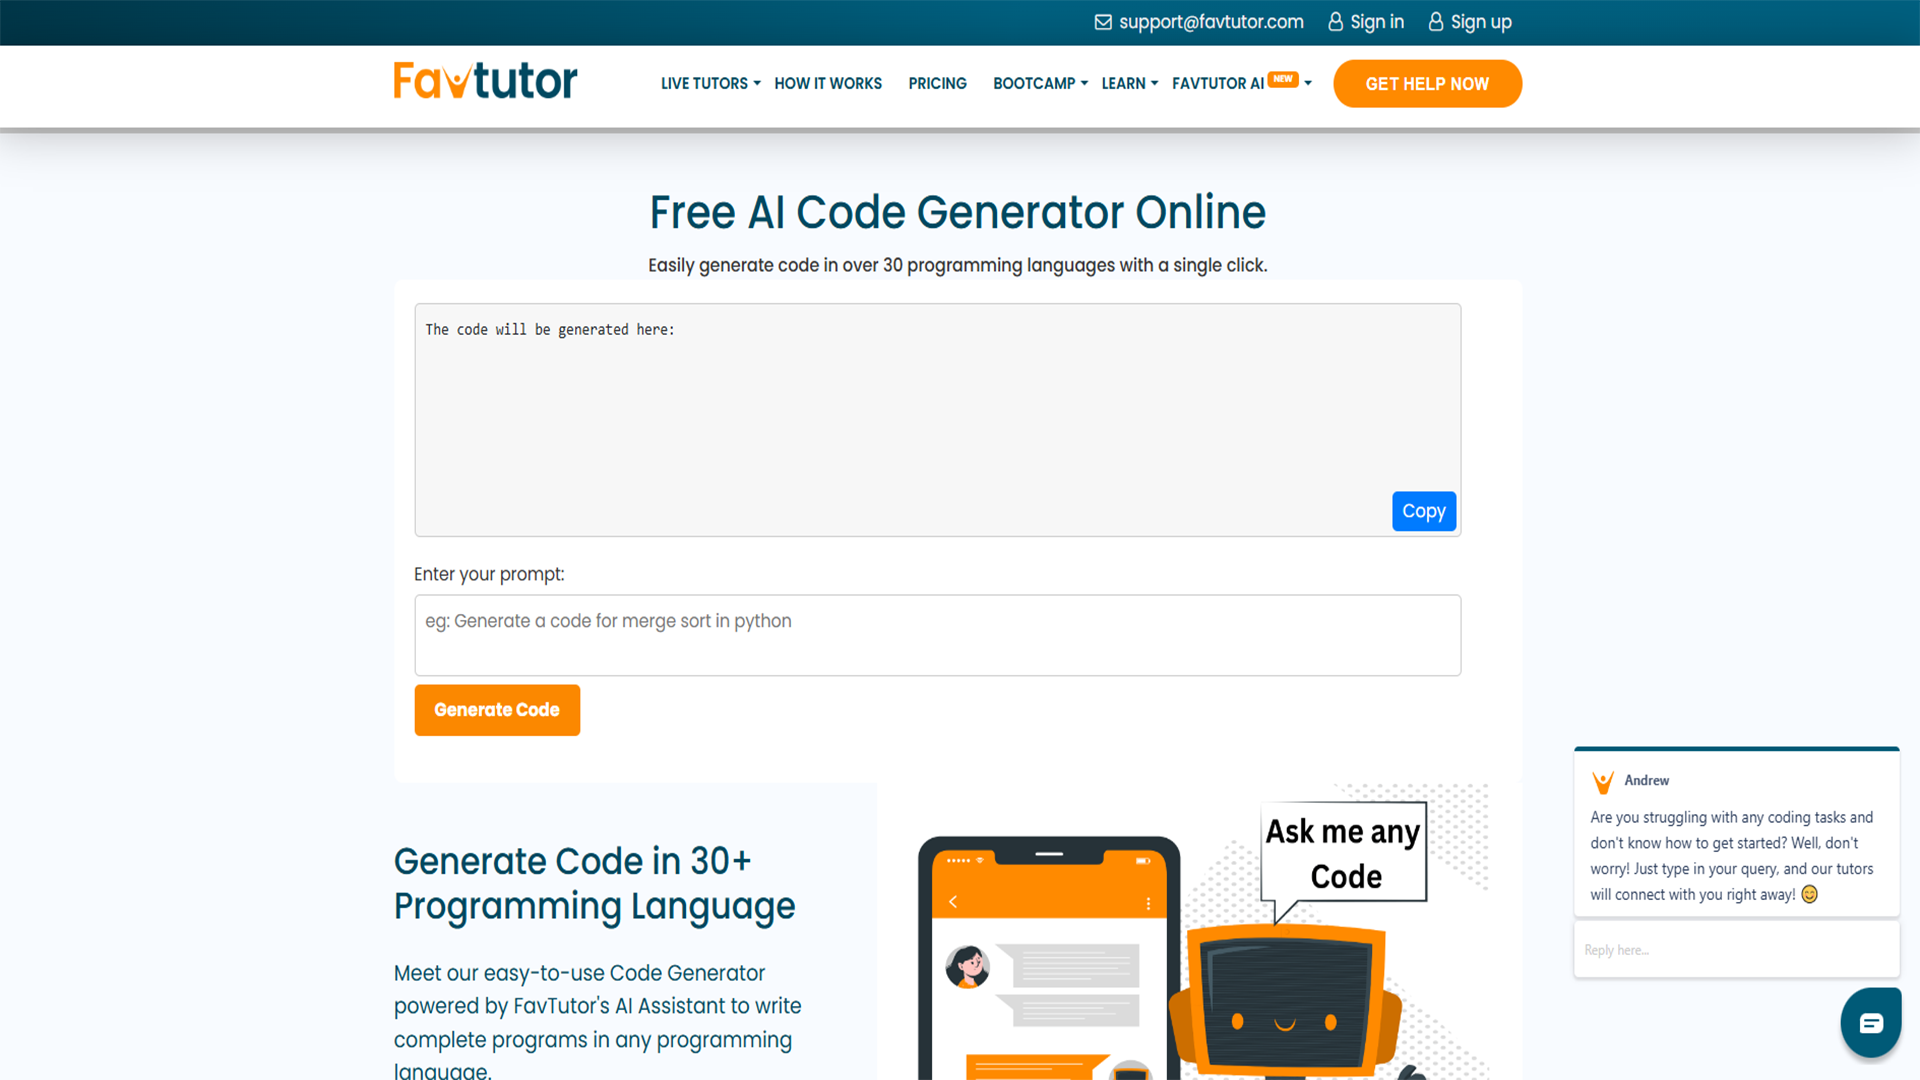 support@favtutor.com Sign in Sign up
Favtutor
LIVE TUTORS HOW IT WORKS PRICING BOOTCAMP LEARN FAVTUTOR AI NEW GET HELP NOW
Free AI Code Generator Online
Easily generate code in over 30 programming languages with a single click.
The code will be generated here:
Copy
Enter your prompt:
eg: Generate a code for merge sort in python
Generate Code
Generate Code in 30+
Programming Language
Meet our easy-to-use Code Generator
powered by FavTutor's AI Assistant to write
complete programs in any programming
language.
Ask me any
Code
Andrew
Are you struggling with any coding tasks and
don't know how to get started? Well, don't
worry! Just type in your query, and our tutors
will connect with you right away! 😊
Reply here...